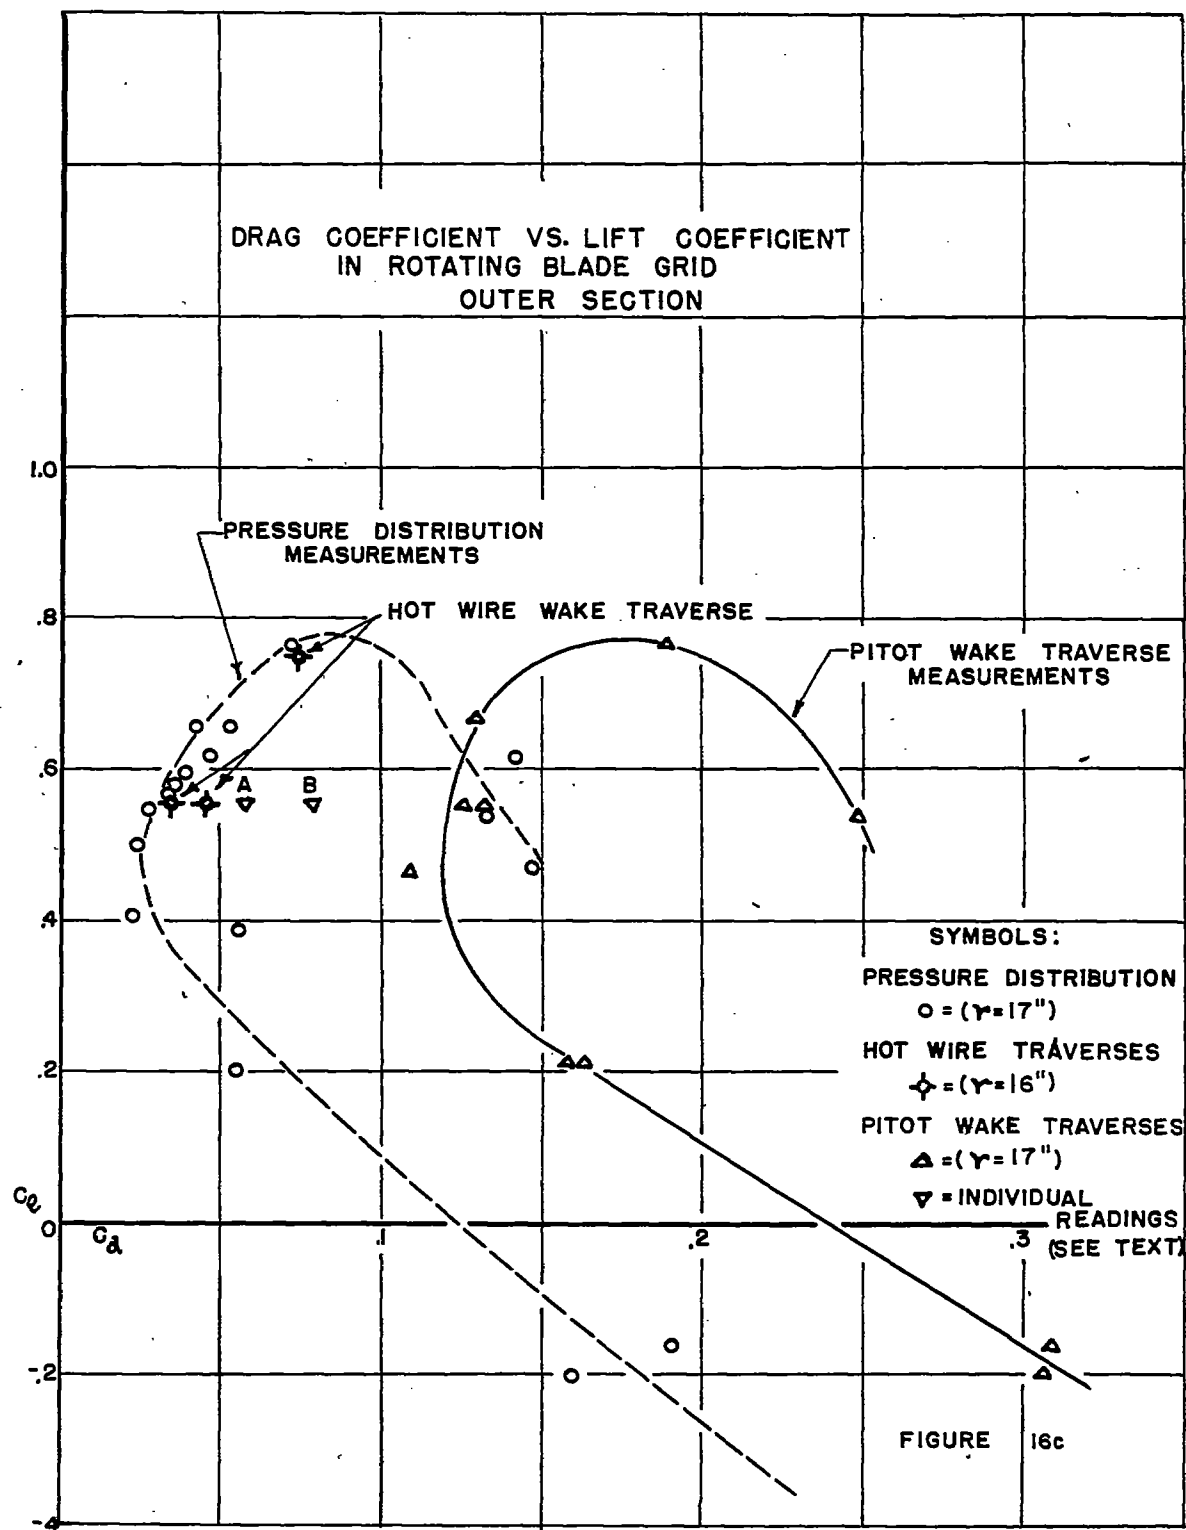 DRAG COEFFICIENT VS. LIFT COEFFICIENT
IN ROTATING BLADE GRID
OUTER SECTION
1.0
PRESSURE DISTRIBUTION
MEASUREMENTS
HOT WIRE WAKE TRAVERSE
.8
PITOT WAKE TRAVERSE
MEASUREMENTS
.6
A
B
.4
SYMBOLS:
PRESSURE DISTRIBUTION
= (r=17")
HOT WIRE TRAVERSES
= (r=16")
.2
PITOT WAKE TRAVERSES
= (r=17")
= INDIVIDUAL
READINGS
(SEE TEXT)
Cl
0
Cd
.1
.2
.3
-.2
FIGURE 16c
-.4